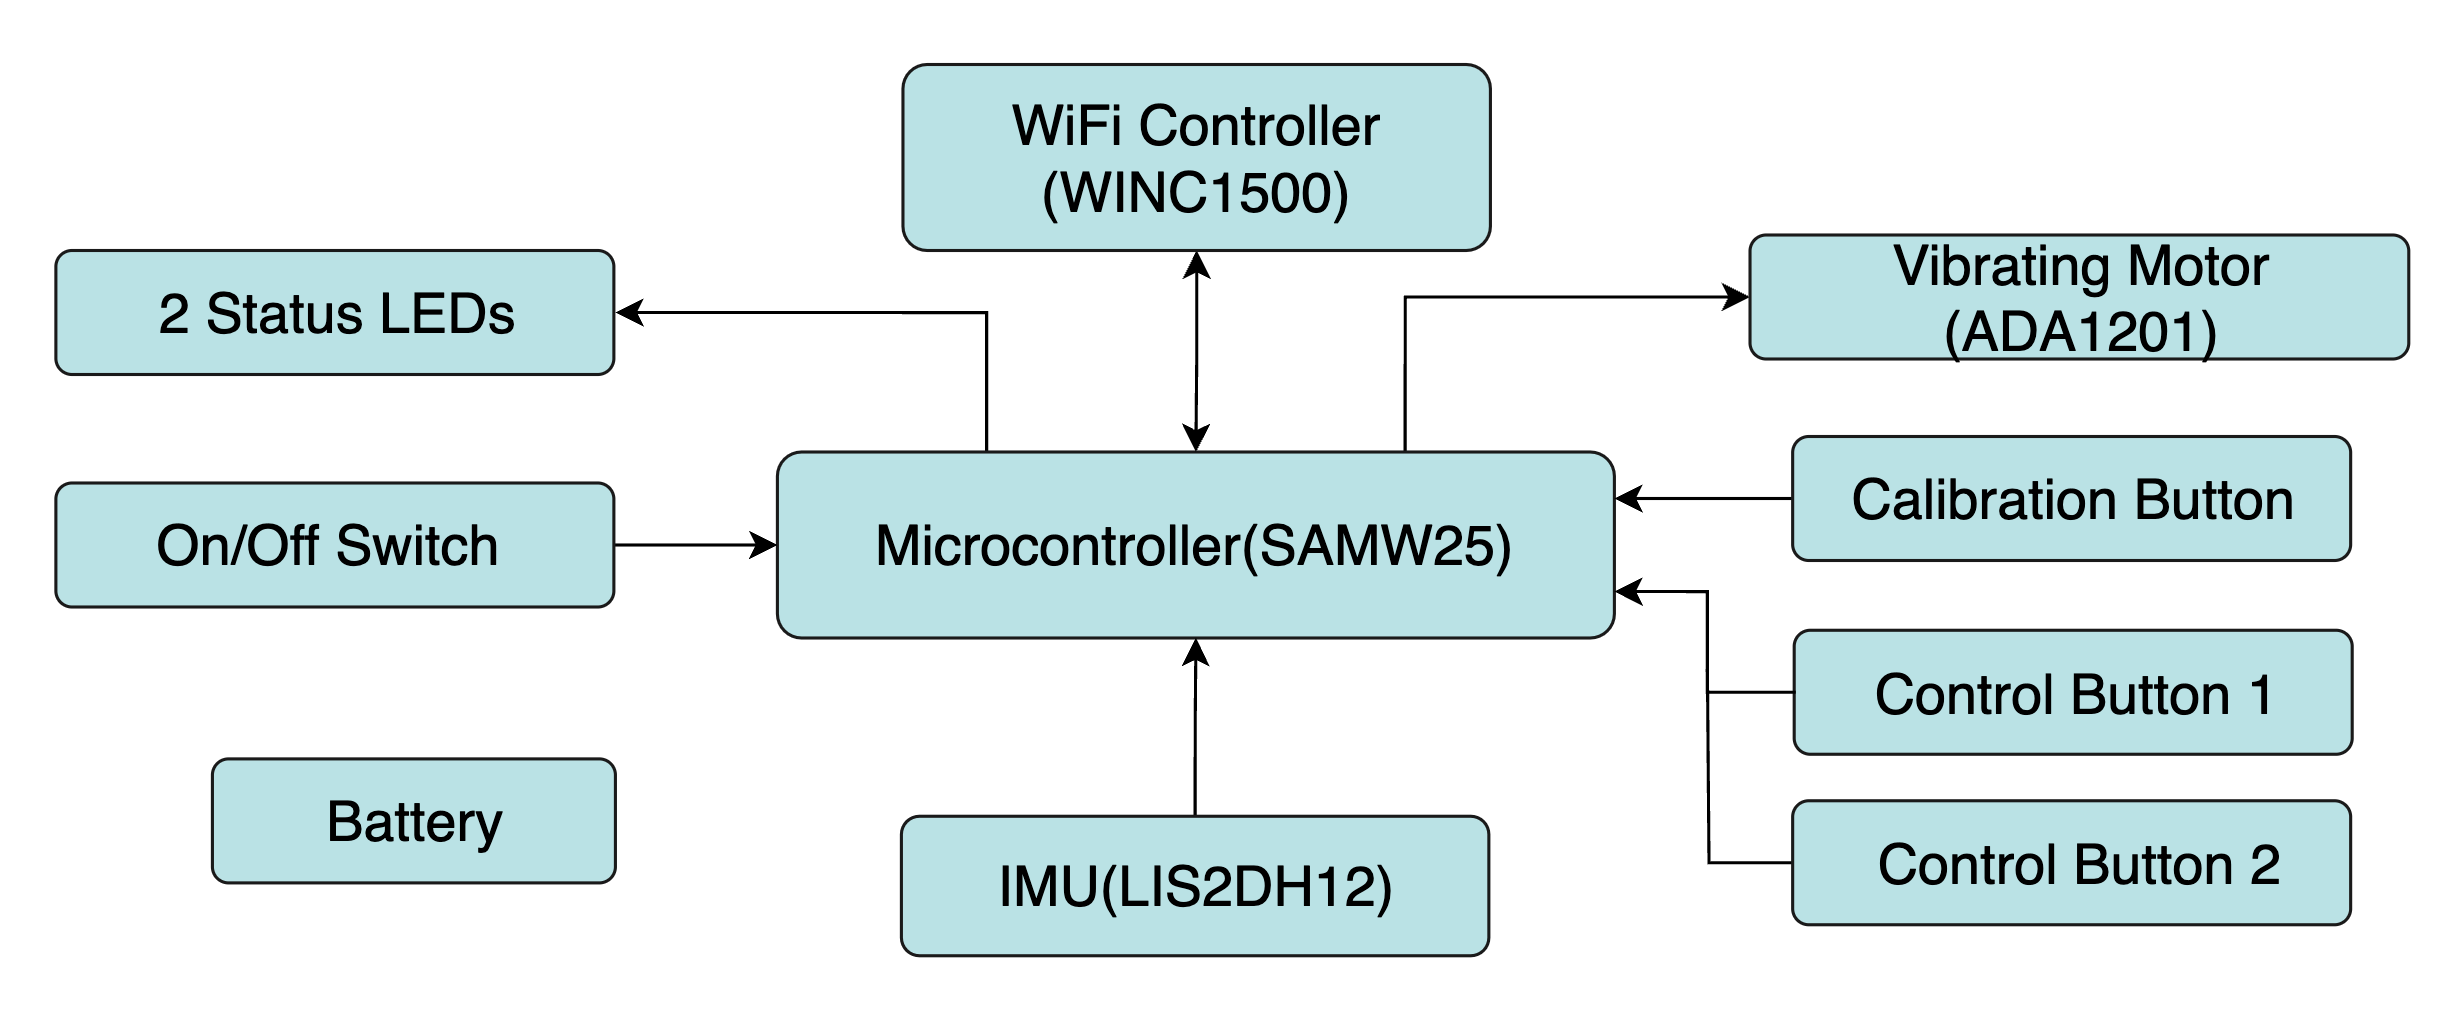 WiFi Controller
(WINC1500)
2 Status LEDs
Vibrating Motor
(ADA1201)
On/Off Switch
Microcontroller(SAMW25)
Calibration Button
Control Button 1
Battery
IMU(LIS2DH12)
Control Button 2